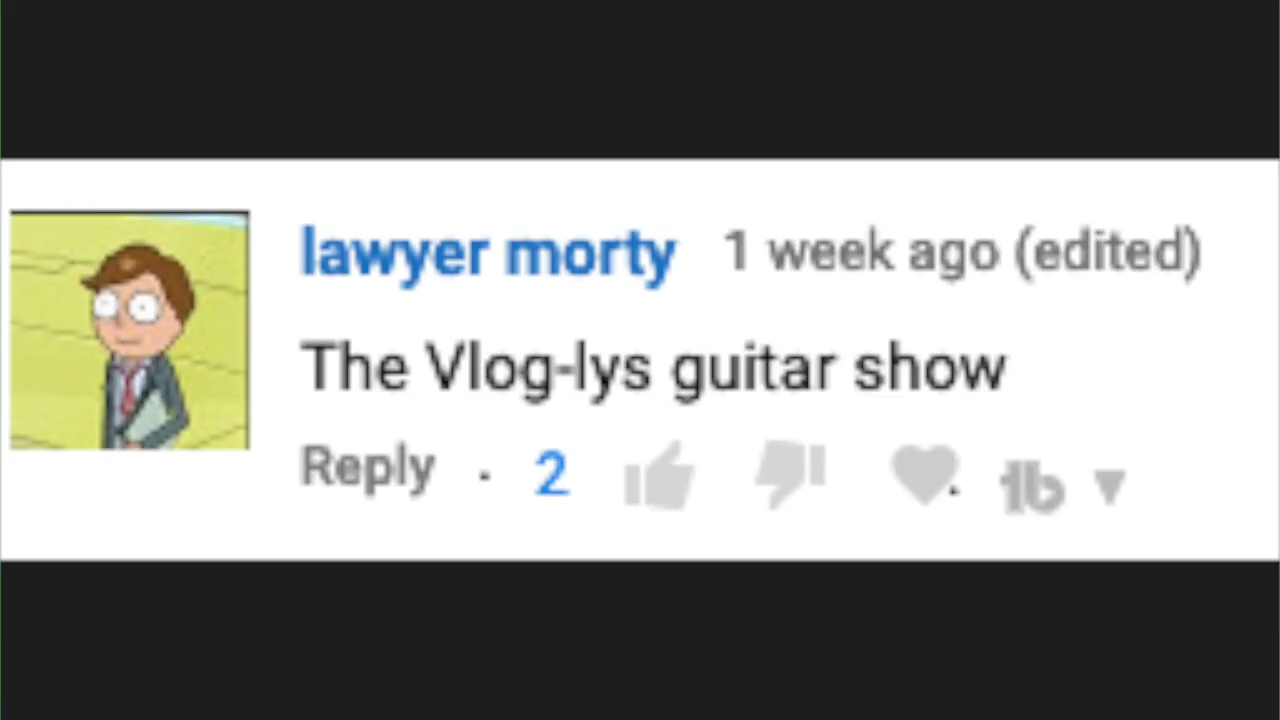 lawyer morty 1 week ago (edited)
The Vlog-lys guitar show
Reply · 2